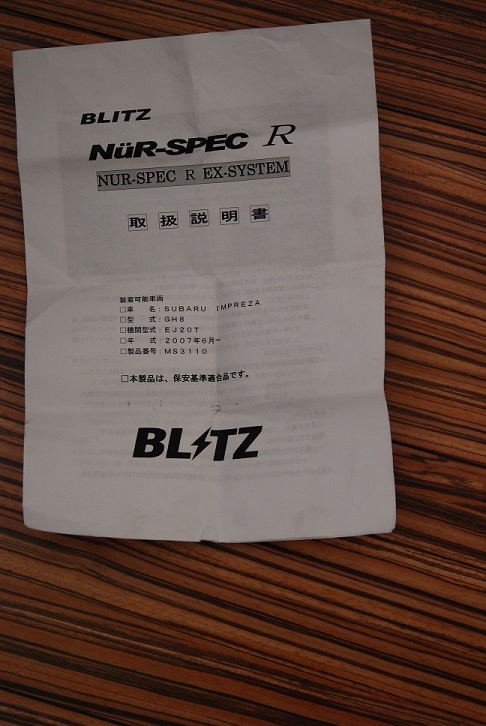 BLITZ
NüR-SPEC R
NUR-SPEC R EX-SYSTEM
取扱説明書
装着可能車両
□車　名：SUBARU IMPREZA
□型　式：GH8
□機関型式：EJ20T
□年　式：2007年6月～
□製品番号：MS3110
□本製品は、保安基準適合品です。
BLITZ